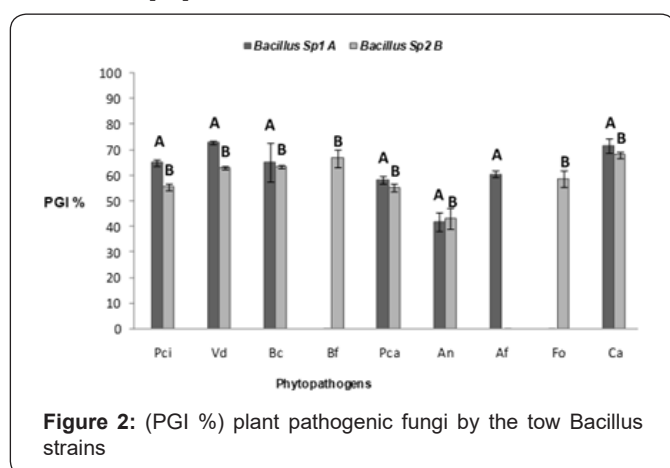 Bacillus Sp1 A Bacillus Sp2 B
100
90
80
70
60
50
40
30
20
10
0
PGI %
A B A B A B B A B A B A B A B
Pci Vd Bc Bf Pca An Af Fo Ca
Phytopathogens
Figure 2: (PGI %) plant pathogenic fungi by the tow Bacillus
strains